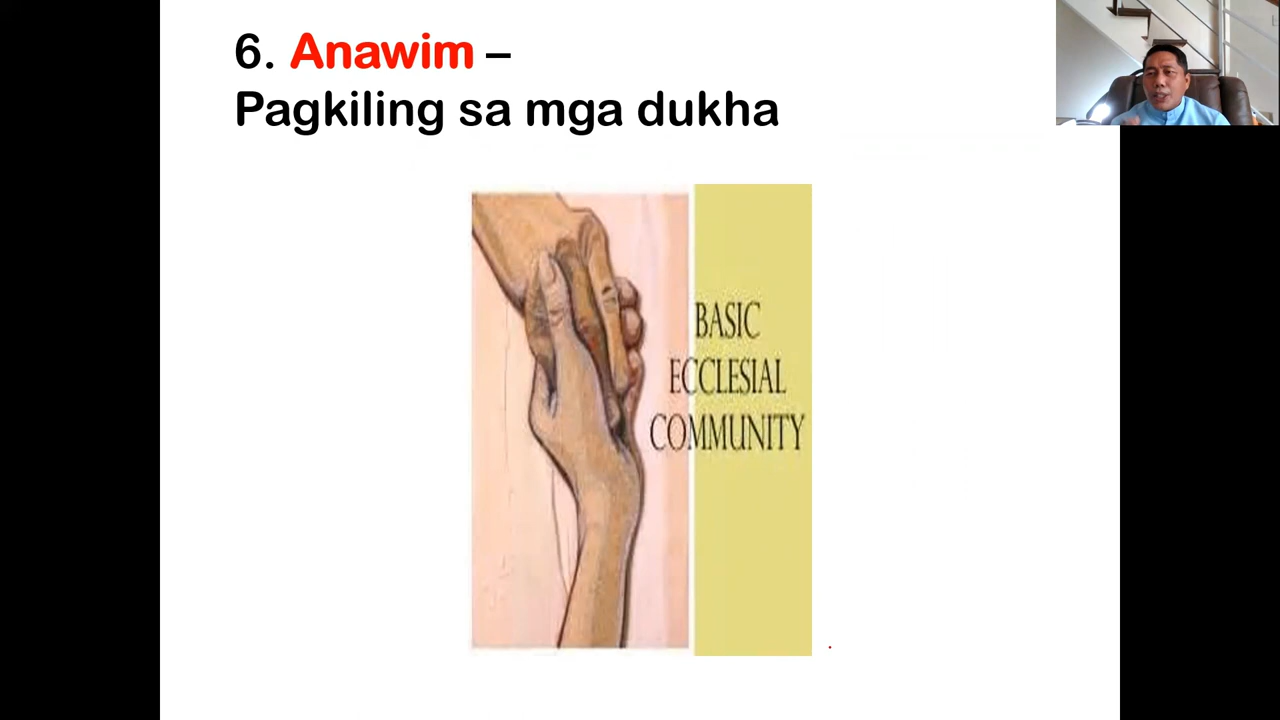 6. Anawim –
Pagkiling sa mga dukha
BASIC
ECCLESIAL
COMMUNITY